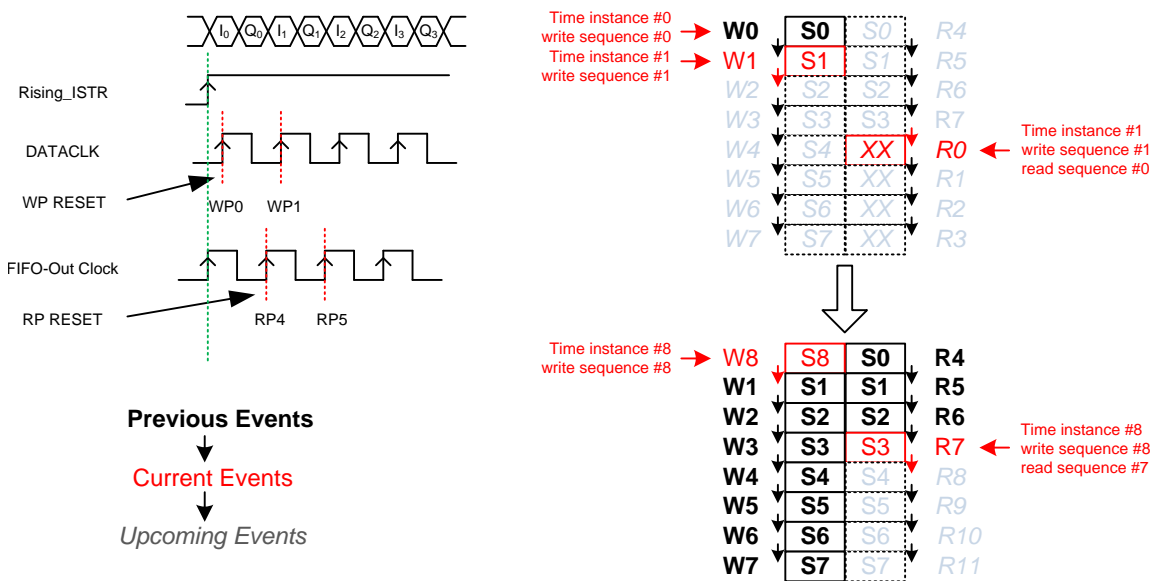 I0 Q0 I1 Q1 I2 Q2 I3 Q3
Rising_ISTR
DATACLK
WP RESET
WP0 WP1
FIFO-Out Clock
RP RESET
RP4 RP5
Previous Events
Current Events
Upcoming Events
Time instance #0
write sequence #0
Time instance #1
write sequence #1
W0 S0 S0 R4
W1 S1 S1 R5
W2 S2 S2 R6
W3 S3 S3 R7
W4 S4 XX R0
W5 S5 XX R1
W6 S6 XX R2
W7 S7 XX R3
Time instance #1
write sequence #1
read sequence #0
Time instance #8
write sequence #8
W8 S8 S0 R4
W1 S1 S1 R5
W2 S2 S2 R6
W3 S3 S3 R7
W4 S4 S4 R8
W5 S5 S5 R9
W6 S6 S6 R10
W7 S7 S7 R11
Time instance #8
write sequence #8
read sequence #7